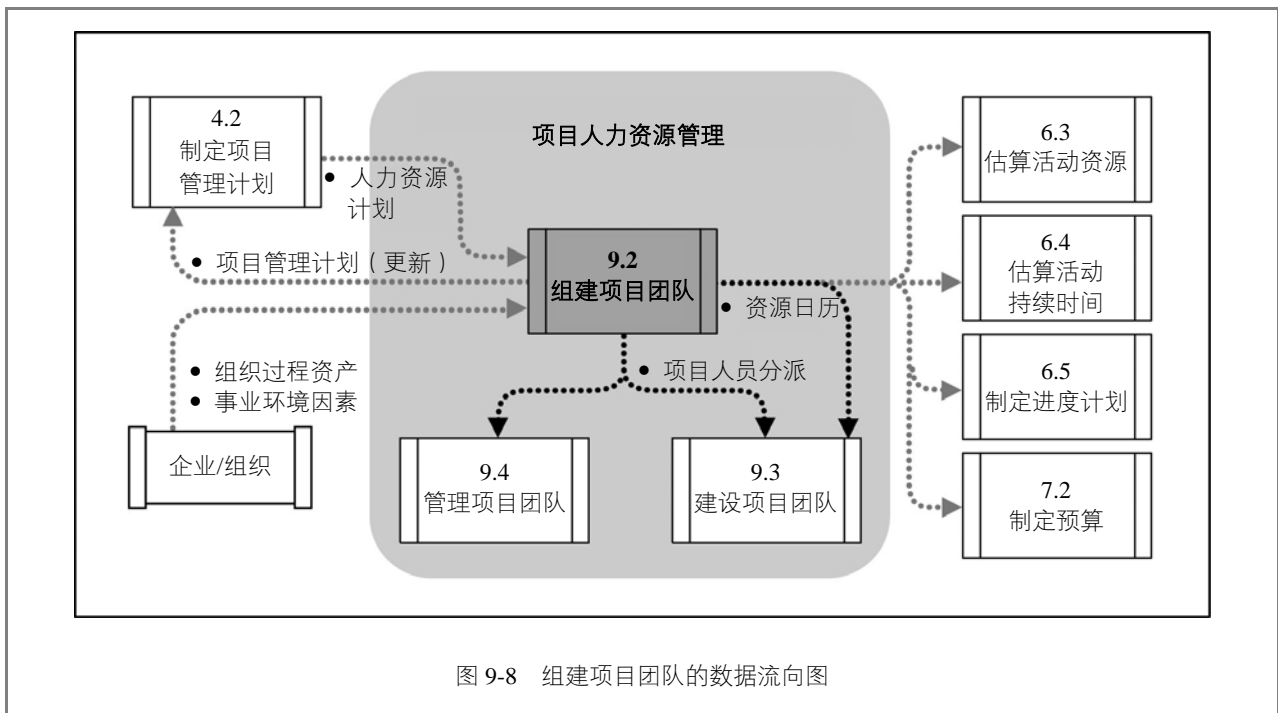 项目人力资源管理
4.2
制定项目
管理计划
● 人力资源
计划
● 项目管理计划（更新）
9.2
组建项目团队
● 资源日历
● 项目人员分派
● 组织过程资产
● 事业环境因素
企业/组织
9.4
管理项目团队
9.3
建设项目团队
6.3
估算活动资源
6.4
估算活动
持续时间
6.5
制定进度计划
7.2
制定预算
图 9-8 组建项目团队的数据流向图